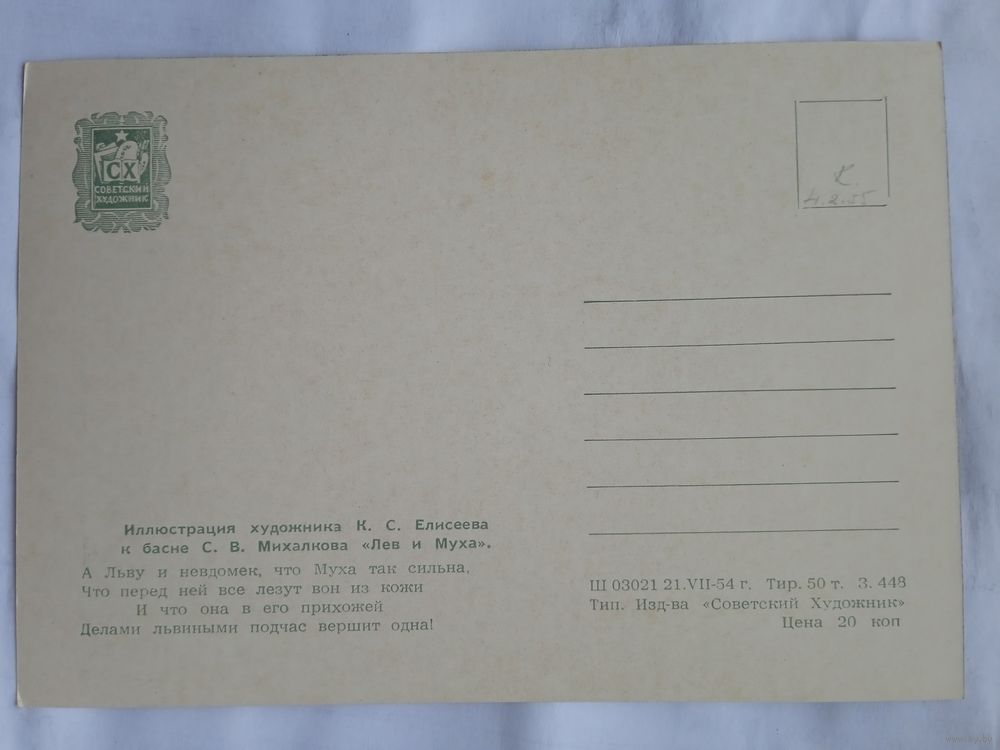 СХ
СОВЕТСКИЙ
ХУДОЖНИК
К.
4.2.55
Иллюстрация художника К. С. Елисеева
к басне С. В. Михалкова «Лев и Муха».
А Льву и невдомек, что Муха так сильна,
Что перед ней все лезут вон из кожи
И что она в его прихожей
Делами львиными подчас вершит одна!
Ш 03021 21.VII-54 г. Тир. 50 т. З. 448
Тип. Изд-ва «Советский Художник»
Цена 20 коп